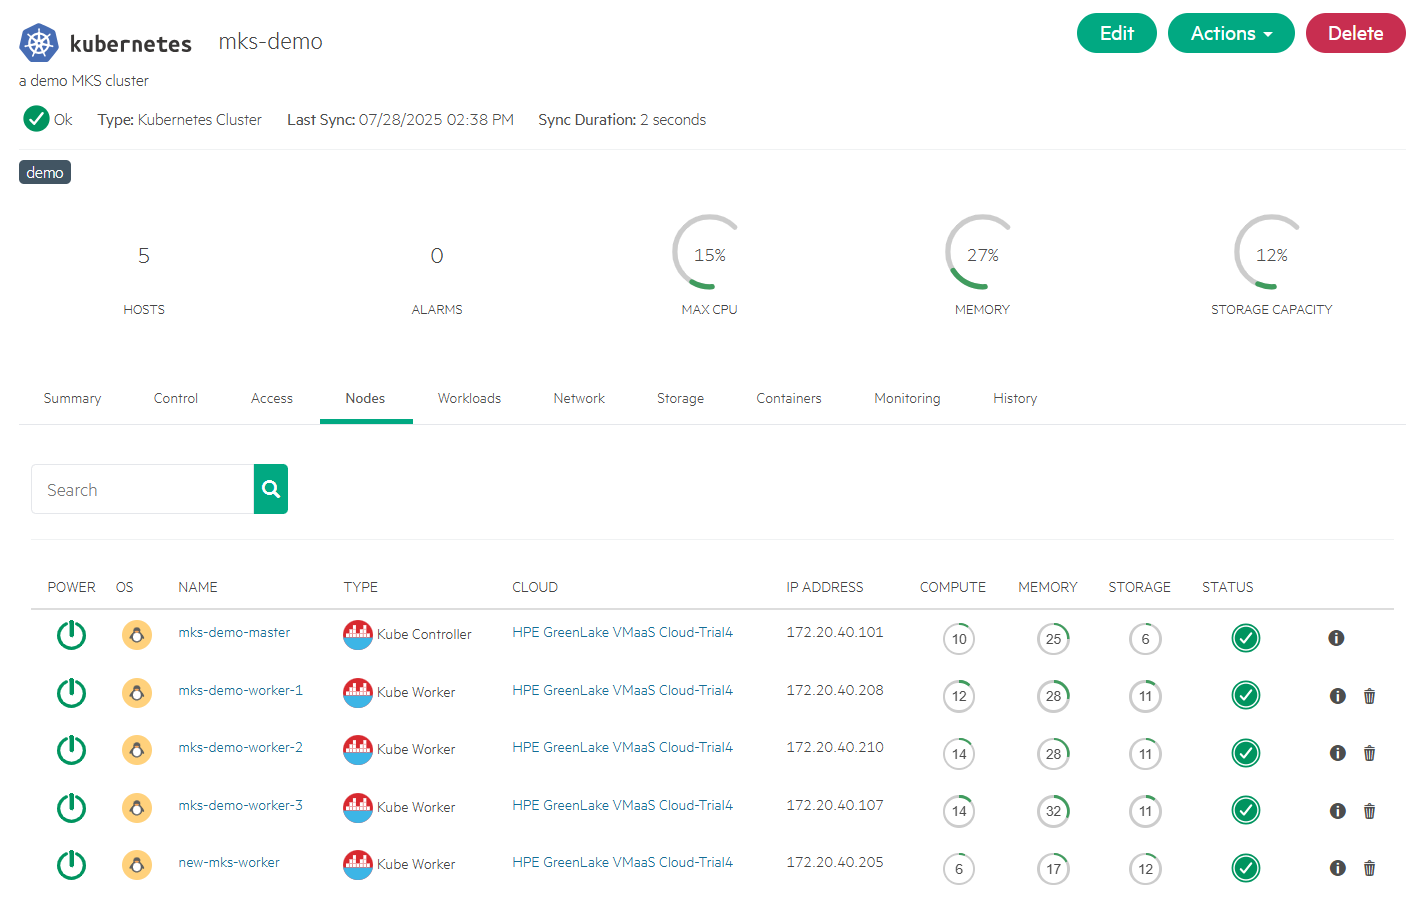 kubernetes mks-demo Edit Actions Delete
a demo MKS cluster
Ok Type: Kubernetes Cluster Last Sync: 07/28/2025 02:38 PM Sync Duration: 2 seconds
demo
5 0 15% 27% 12%
HOSTS ALARMS MAX CPU MEMORY STORAGE CAPACITY
Summary Control Access Nodes Workloads Network Storage Containers Monitoring History
Search
POWER OS NAME TYPE CLOUD IP ADDRESS COMPUTE MEMORY STORAGE STATUS
mks-demo-master Kube Controller HPE GreenLake VMaaS Cloud-Trial4 172.20.40.101 10 25 6
mks-demo-worker-1 Kube Worker HPE GreenLake VMaaS Cloud-Trial4 172.20.40.208 12 28 11
mks-demo-worker-2 Kube Worker HPE GreenLake VMaaS Cloud-Trial4 172.20.40.210 14 28 11
mks-demo-worker-3 Kube Worker HPE GreenLake VMaaS Cloud-Trial4 172.20.40.107 14 32 11
new-mks-worker Kube Worker HPE GreenLake VMaaS Cloud-Trial4 172.20.40.205 6 17 12